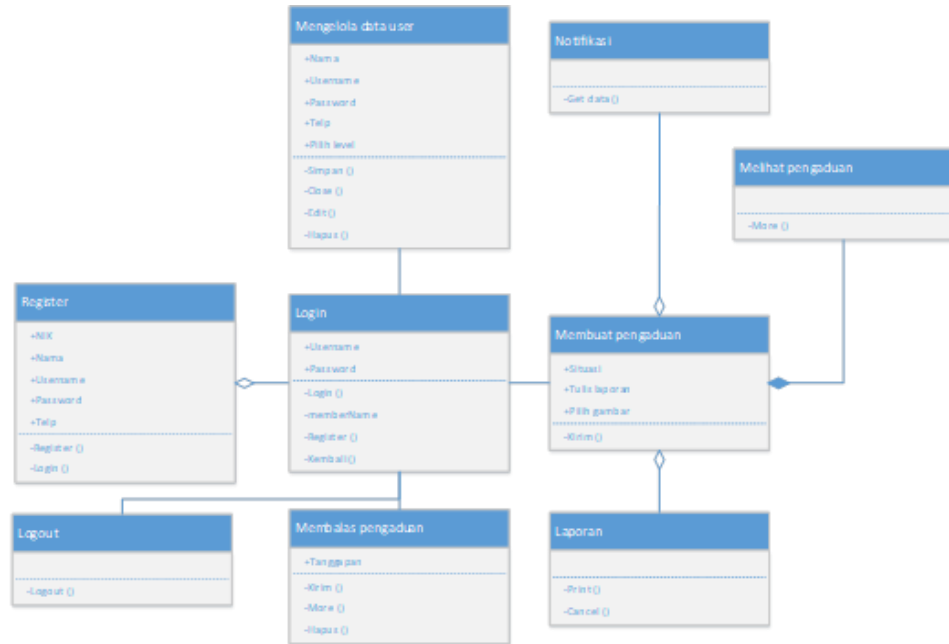 Mengelola data user
+Nama
+Username
+Password
+Telp
+Pilih level
-Simpan ()
-Close ()
-Edit ()
-Hapus ()
Notifikasi
-Get data ()
Melihat pengaduan
-More ()
Register
+NIK
+Nama
+Username
+Password
+Telp
-Register ()
-Login ()
Login
+Username
+Password
-Login ()
-memberName
-Register ()
-Kembali()
Membuat pengaduan
+Situasi
+Tulis laporan
+Pilih gambar
-Kirim()
Logout
-Logout ()
Membalas pengaduan
+Tanggapan
-Kirim ()
-More ()
-Hapus ()
Laporan
-Print()
-Cancel ()